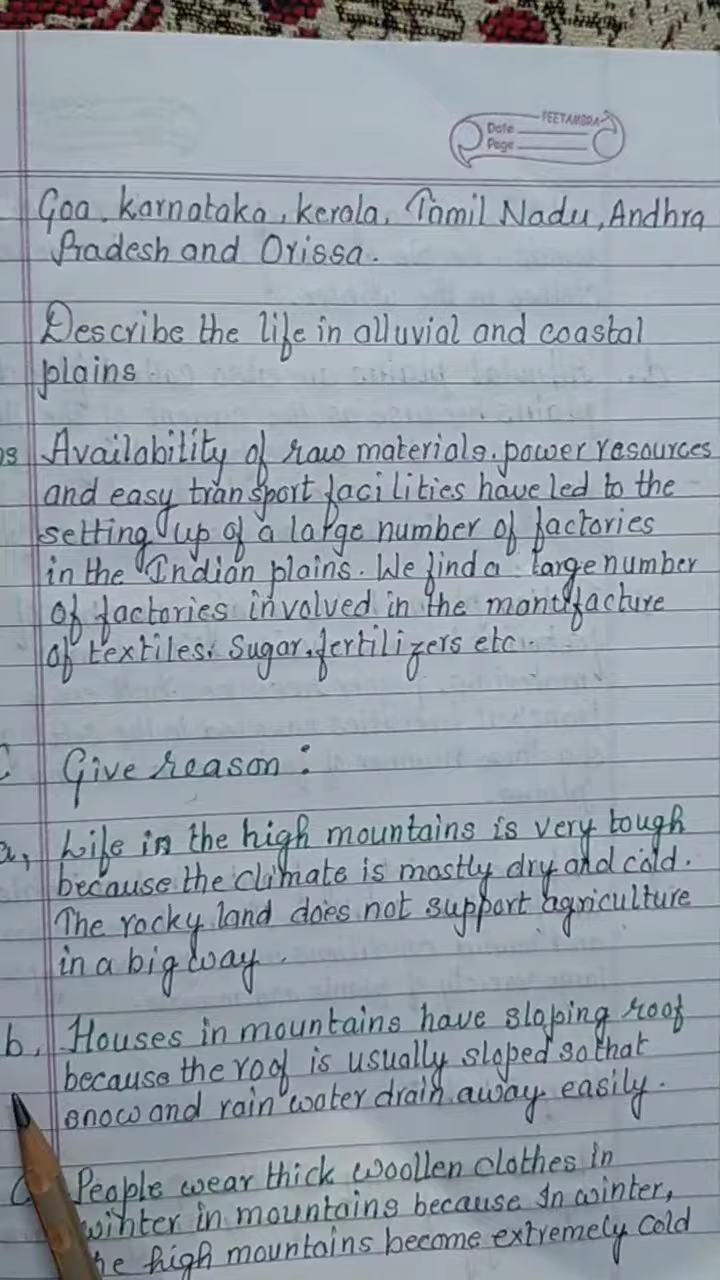 PEETAMBRA
Date
Page
Goa, karnataka, kerala, Tamil Nadu, Andhra
Pradesh and Orissa.
Describe the life in alluvial and coastal
plains.
Availability of raw materials, power resources
and easy transport facilities have led to the
setting up of a large number of factories
in the Indian plains. We find a large number
of factories involved in the manufacture
of textiles, sugar, fertilizers etc.
Give reason :
a, Life in the high mountains is very tough
because the climate is mostly dry and cold.
The rocky land does not support agriculture
in a big way.
b, Houses in mountains have sloping roof
because the roof is usually sloped so that
snow and rain water drain away easily.
People wear thick woollen clothes in
winter in mountains because In winter,
high mountains become extremely cold